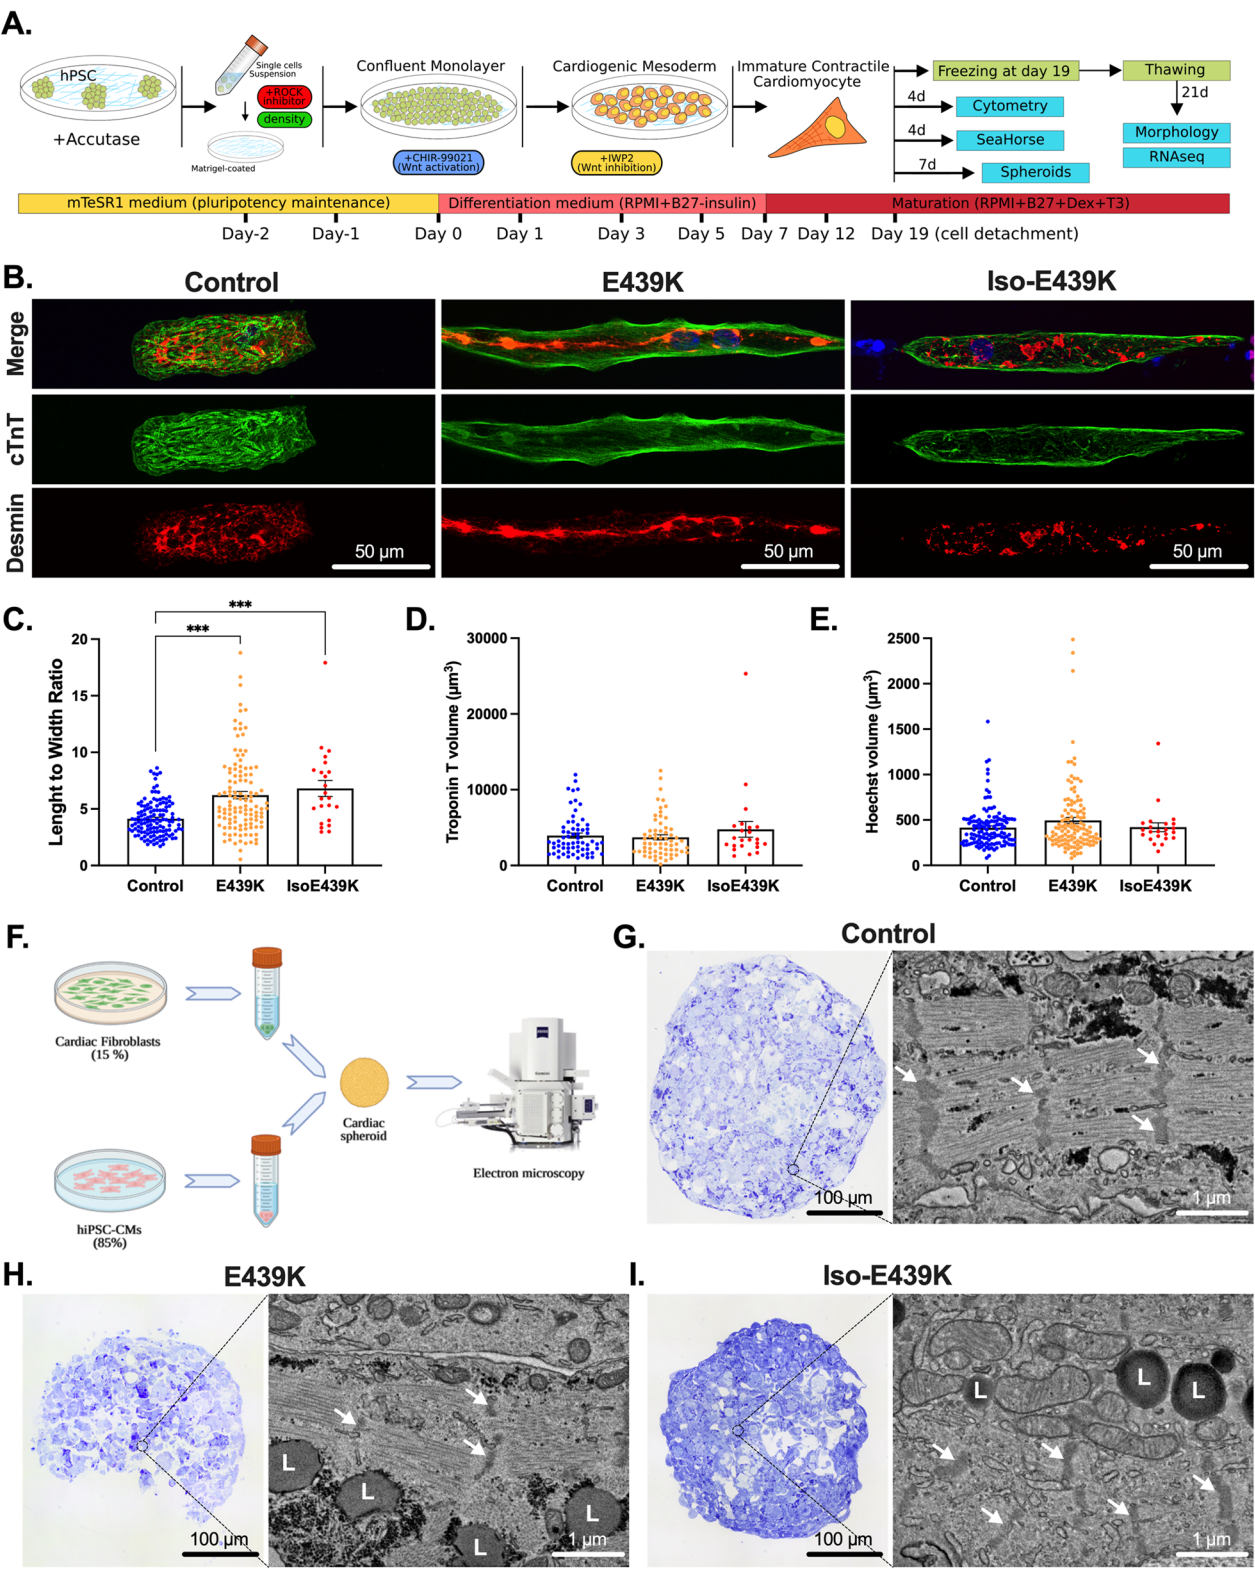 A.
hPSC
+Accutase
Single cells
Suspension
+ROCK
inhibitor
density
Matrigel-coated
Confluent Monolayer
+CHIR-99021
(Wnt activation)
Cardiogenic Mesoderm
+IWP2
(Wnt inhibition)
Immature Contractile
Cardiomyocyte
Freezing at day 19
Thawing
4d
Cytometry
21d
4d
SeaHorse
Morphology
7d
Spheroids
RNAseq
mTeSR1 medium (pluripotency maintenance)
Differentiation medium (RPMI+B27-insulin)
Maturation (RPMI+B27+Dex+T3)
Day-2
Day-1
Day 0
Day 1
Day 3
Day 5
Day 7
Day 12
Day 19 (cell detachment)
B.
Control
E439K
Iso-E439K
Merge
cTnT
Desmin
50 µm
50 µm
50 µm
C.
***
***
Lenght to Width Ratio
20
15
10
5
0
Control
E439K
IsoE439K
D.
Troponin T volume (µm³)
30000
20000
10000
0
Control
E439K
IsoE439K
E.
Hoechst volume (µm³)
2500
2000
1500
1000
500
0
Control
E439K
IsoE439K
F.
Cardiac Fibroblasts
(15 %)
hiPSC-CMs
(85%)
Cardiac
spheroid
Electron microscopy
G.
Control
100 µm
1 µm
H.
E439K
L
L
L
L
100 µm
1 µm
I.
Iso-E439K
L
L
L
100 µm
1 µm